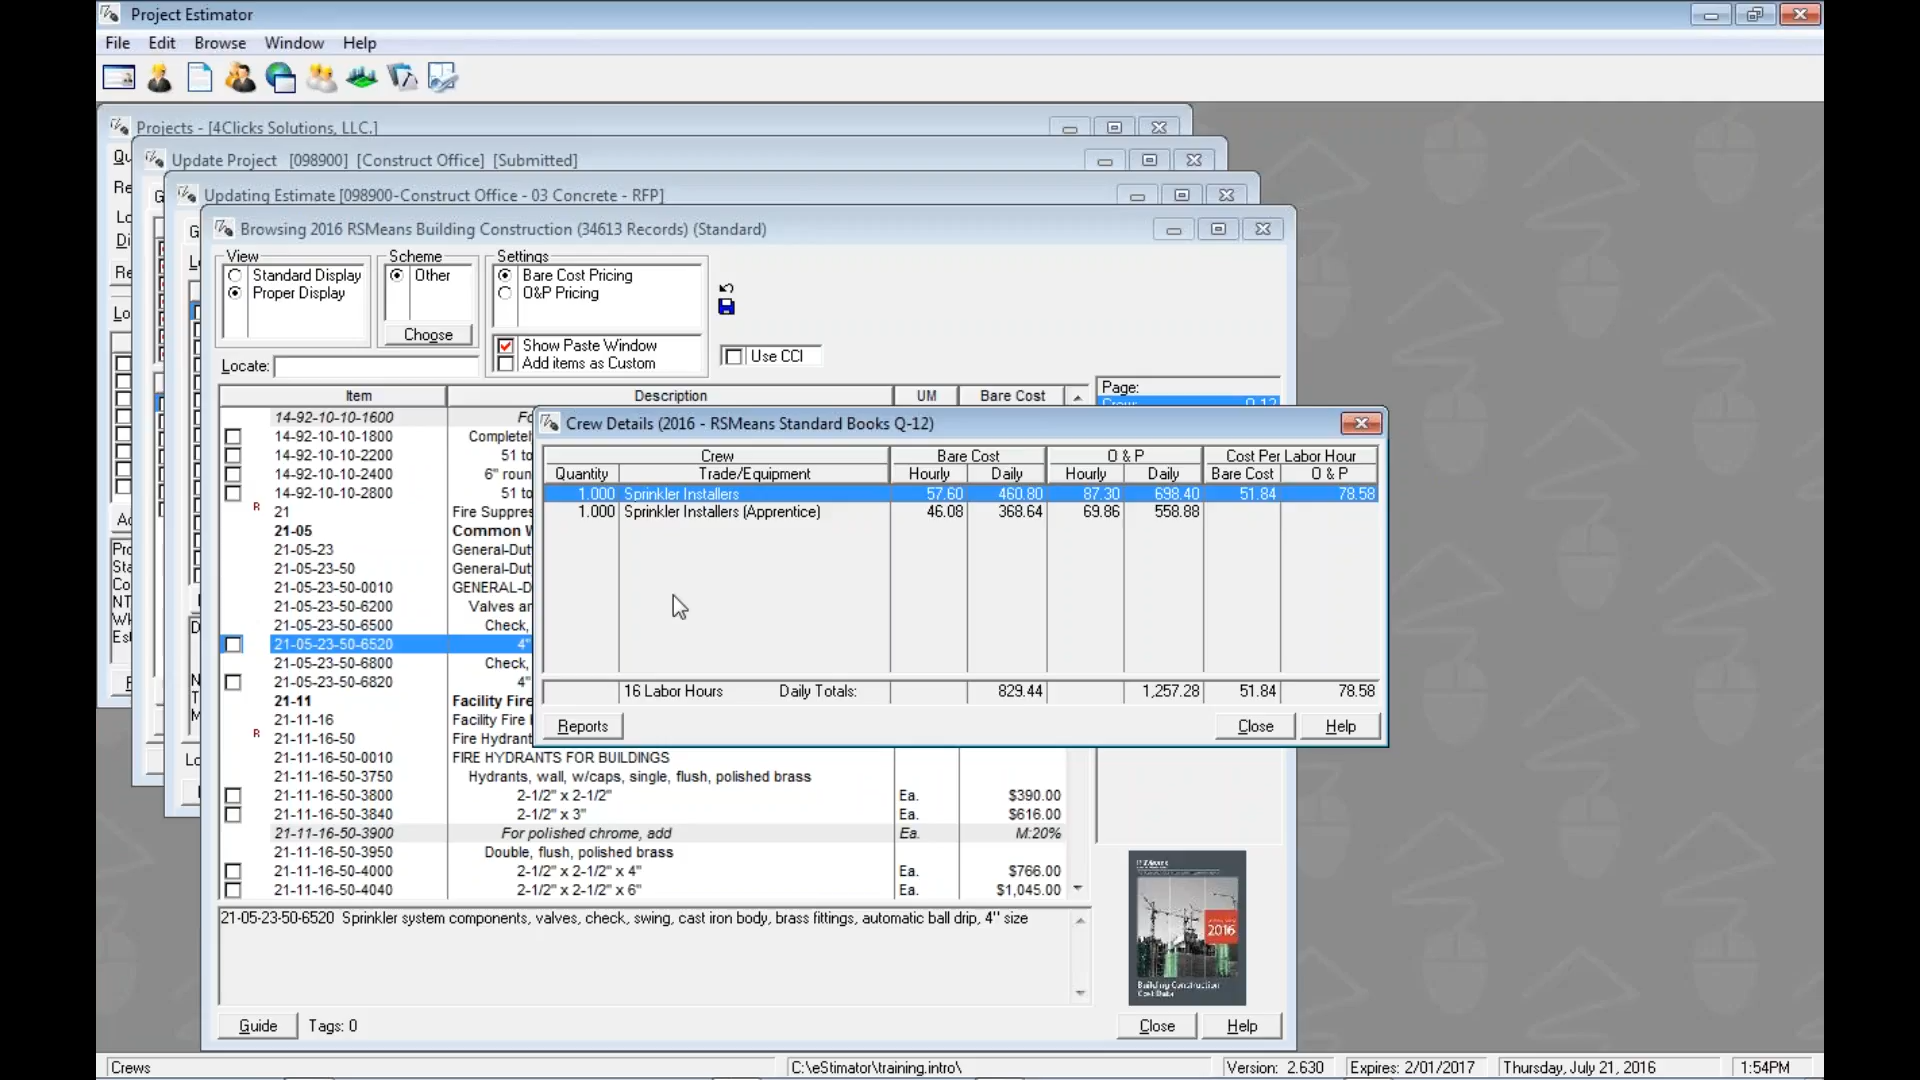 Project Estimator
File Edit Browse Window Help
Projects - [4Clicks Solutions, LLC.]
Update Project [098900] [Construct Office] [Submitted]
Updating Estimate [098900-Construct Office - 03 Concrete - RFP]
Browsing 2016 RSMeans Building Construction (34613 Records) (Standard)
View Scheme Settings
Standard Display Other Bare Cost Pricing
Proper Display O&P Pricing
Choose
Show Paste Window Use CCI
Locate: Add items as Custom
Item Description UM Bare Cost Page:
14-92-10-10-1600
14-92-10-10-1800
14-92-10-10-2200 51 to
14-92-10-10-2400
14-92-10-10-2800 51 to
R 21
21-05
21-05-23
21-05-23-50
21-05-23-50-0010
21-05-23-50-6200 Valves
21-05-23-50-6500 Check,
21-05-23-50-6520 4"
21-05-23-50-6800 Check,
21-05-23-50-6820 4"
21-11
21-11-16
R 21-11-16-50
21-11-16-50-0010 FIRE HYDRANTS FOR BUILDINGS
21-11-16-50-3750 Hydrants, wall, w/caps, single, flush, polished brass
21-11-16-50-3800 2-1/2" x 2-1/2" Ea. $390.00
21-11-16-50-3840 2-1/2" x 3" Ea. $616.00
21-11-16-50-3900 For polished chrome, add Ea. M:20%
21-11-16-50-3950 Double, flush, polished brass
21-11-16-50-4000 2-1/2" x 2-1/2" x 4" Ea. $766.00
21-11-16-50-4040 2-1/2" x 2-1/2" x 6" Ea. $1,045.00
Crew Details (2016 - RSMeans Standard Books Q-12)
Crew Bare Cost O & P Cost Per Labor Hour
Quantity Trade/Equipment Hourly Daily Hourly Daily Bare Cost O & P
1.000 Sprinkler Installers 57.60 460.80 87.30 698.40 51.84 78.58
1.000 Sprinkler Installers (Apprentice) 46.08 368.64 69.86 558.88
16 Labor Hours Daily Totals: 829.44 1,257.28 51.84 78.58
Reports Close Help
21-05-23-50-6520 Sprinkler system components, valves, check, swing, cast iron body, brass fittings, automatic ball drip, 4" size
2016
Building Construction
Cost Data
Guide Tags: 0 Close Help
Crews C:\eStimator\training.intro\ Version: 2.630 Expires: 2/01/2017 Thursday, July 21, 2016 1:54PM